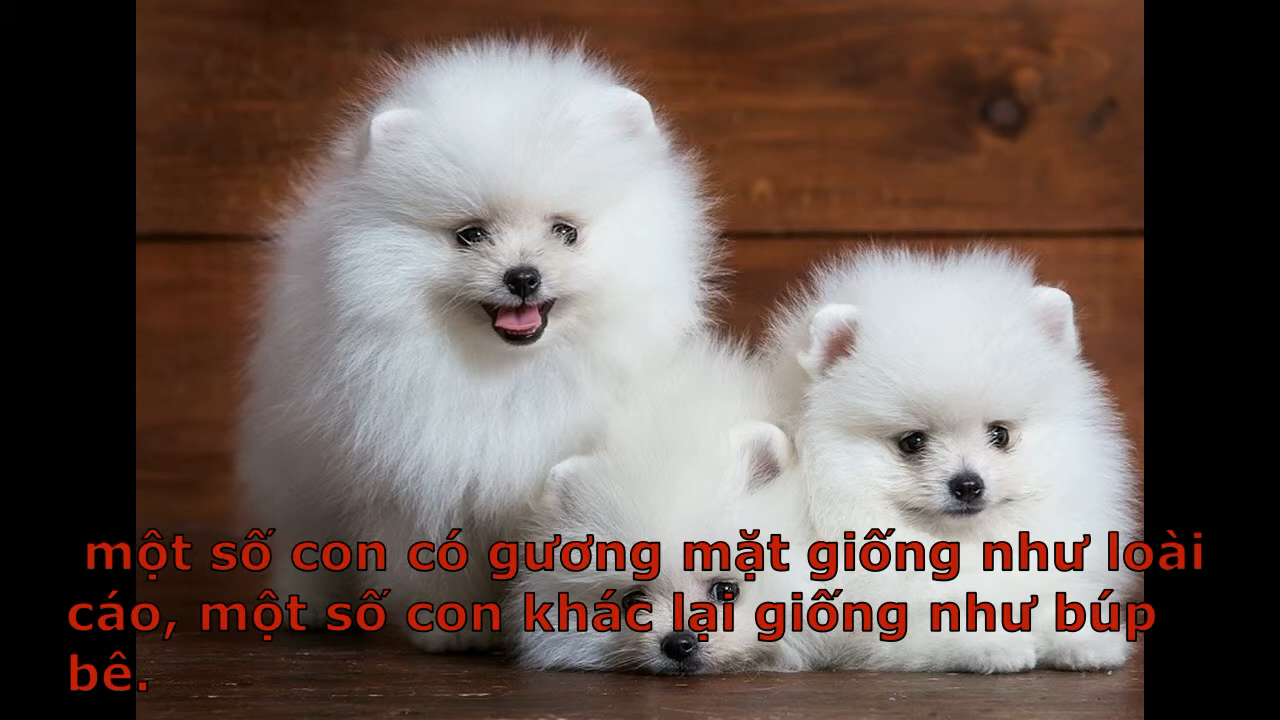 một số con có gương mặt giống như loài
cáo, một số con khác lại giống như búp
bê.